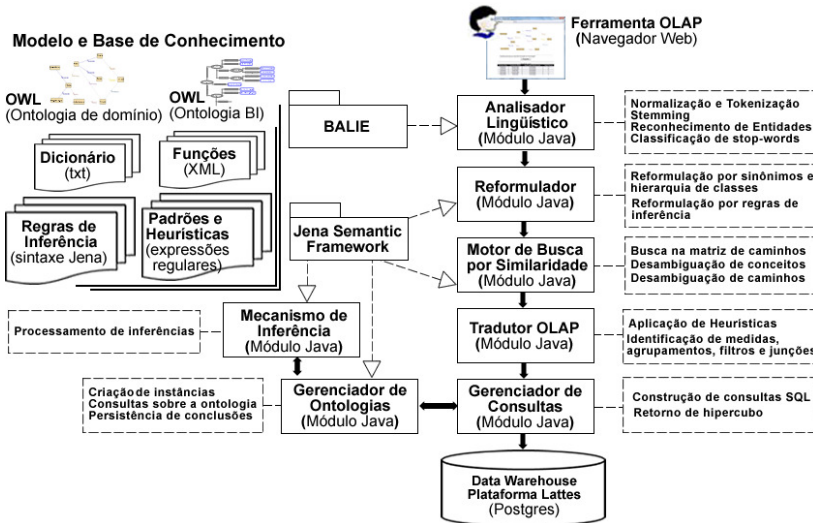 Ferramenta OLAP
(Navegador Web)
Modelo e Base de Conhecimento
OWL
(Ontologia de domínio)
OWL
(Ontologia BI)
Dicionário
(txt)
Funções
(XML)
Regras de
Inferência
(sintaxe Jena)
Padrões e
Heurísticas
(expressões
regulares)
BALIE
Analisador
Lingüístico
(Módulo Java)
Normalização e Tokenização
Stemming
Reconhecimento de Entidades
Classificação de stop-words
Jena Semantic
Framework
Reformulador
(Módulo Java)
Reformulação por sinônimos e
hierarquia de classes
Reformulação por regras de
inferência
Motor de Busca
por Similaridade
(Módulo Java)
Busca na matriz de caminhos
Desambiguação de conceitos
Desambiguação de caminhos
Processamento de inferências
Mecanismo de
Inferência
(Módulo Java)
Tradutor OLAP
(Módulo Java)
Aplicação de Heuristicas
Identificação de medidas,
agrupamentos, filtros e junções
Criação de instâncias
Consultas sobre a ontologia
Persistência de conclusões
Gerenciador de
Ontologias
(Módulo Java)
Gerenciador de
Consultas
(Módulo Java)
Construção de consultas SQL
Retorno de hipercubo
Data Warehouse
Plataforma Lattes
(Postgres)